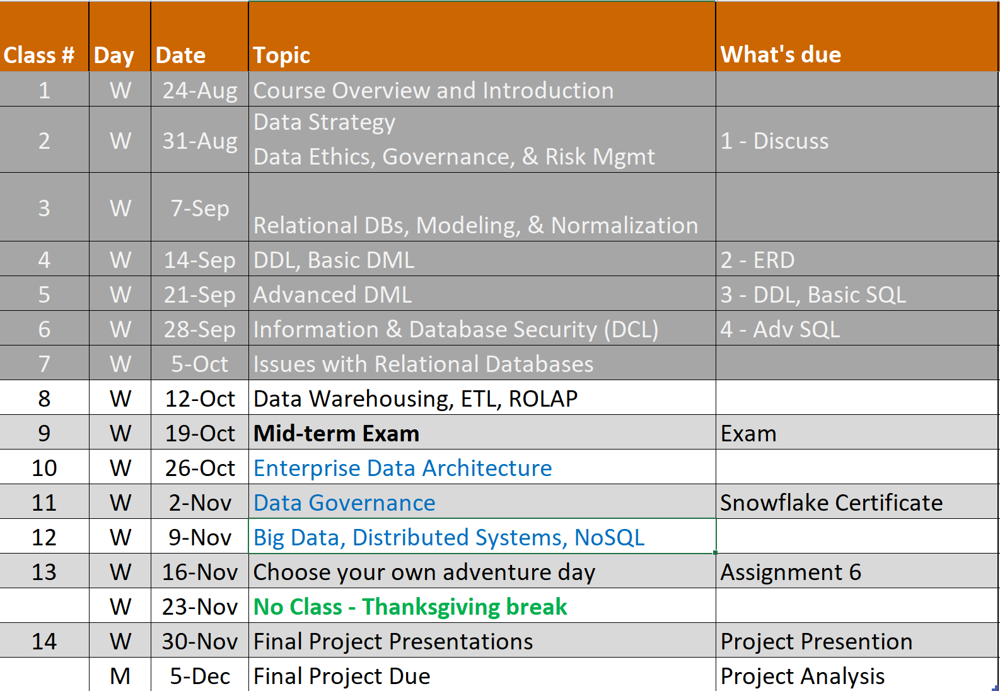 Class # Day Date Topic What's due
1 W 24-Aug Course Overview and Introduction
Data Strategy
2 W 31-Aug 1 - Discuss
Data Ethics, Governance, & Risk Mgmt
3 W 7-Sep
Relational DBs, Modeling, & Normalization
4 W 14-Sep DDL, Basic DML 2 - ERD
5 W 21-Sep Advanced DML 3 - DDL, Basic SQL
6 W 28-Sep Information & Database Security (DCL) 4 - Adv SQL
7 W 5-Oct Issues with Relational Databases
8 W 12-Oct Data Warehousing, ETL, ROLAP
9 W 19-Oct Mid-term Exam Exam
10 W 26-Oct Enterprise Data Architecture
11 W 2-Nov Data Governance Snowflake Certificate
12 W 9-Nov Big Data, Distributed Systems, NoSQL
13 W 16-Nov Choose your own adventure day Assignment 6
W 23-Nov No Class - Thanksgiving break
14 W 30-Nov Final Project Presentations Project Presention
M 5-Dec Final Project Due Project Analysis